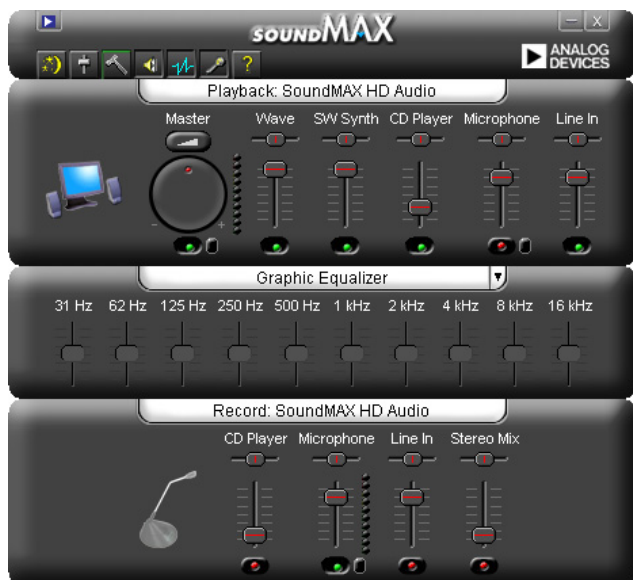 SOUNDMAX
X
?
ANALOG
DEVICES
Playback: SoundMAX HD Audio
Master Wave SW Synth CD Player Microphone Line In
- +
Graphic Equalizer
31 Hz 62 Hz 125 Hz 250 Hz 500 Hz 1 kHz 2 kHz 4 kHz 8 kHz 16 kHz
Record: SoundMAX HD Audio
CD Player Microphone Line In Stereo Mix